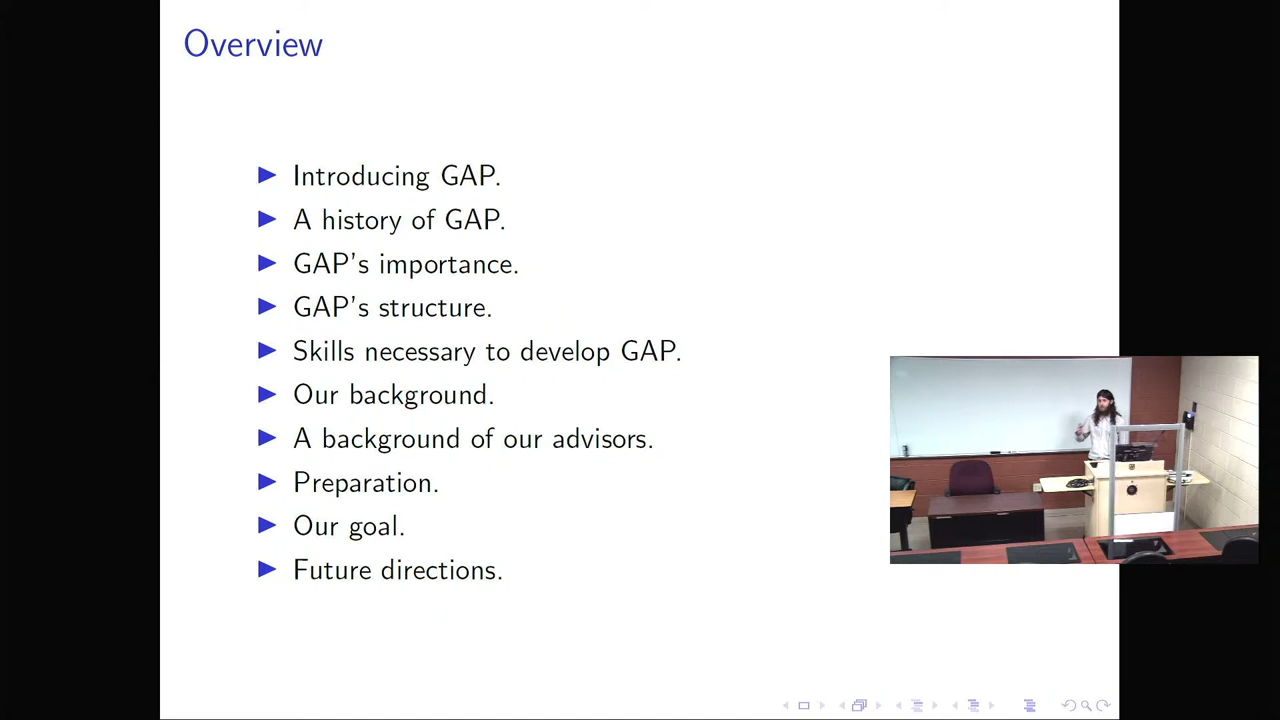 Overview
Introducing GAP.
A history of GAP.
GAP's importance.
GAP's structure.
Skills necessary to develop GAP.
Our background.
A background of our advisors.
Preparation.
Our goal.
Future directions.